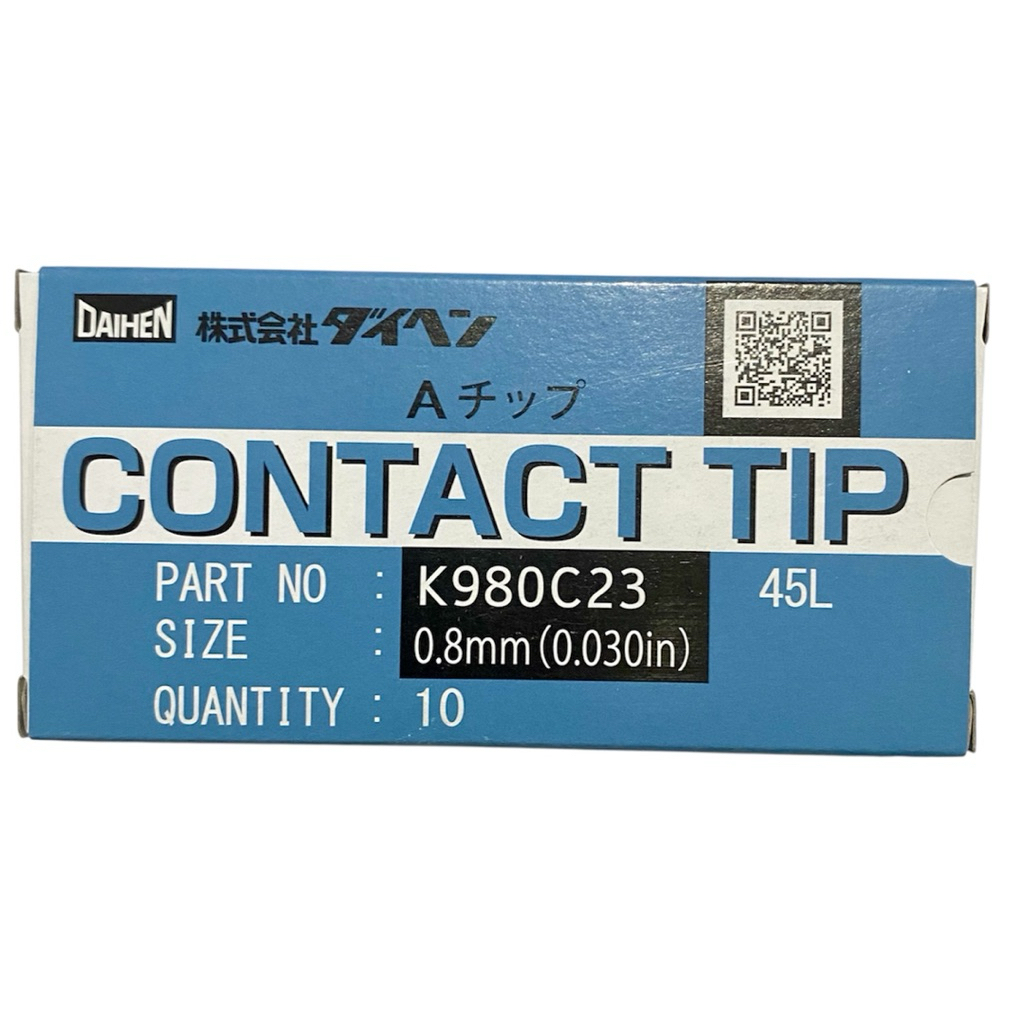 DAIHEN 株式会社ダイヘン
Aチップ
CONTACT TIP
PART NO : K980C23 45L
SIZE : 0.8mm (0.030in)
QUANTITY : 10